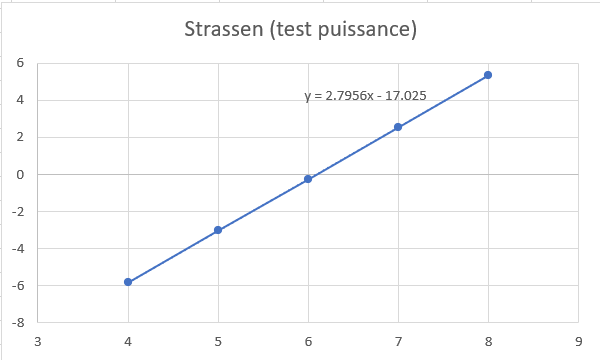 Strassen (test puissance)
6
4
2
0
-2
-4
-6
-8
y = 2.7956x - 17.025
3 4 5 6 7 8 9